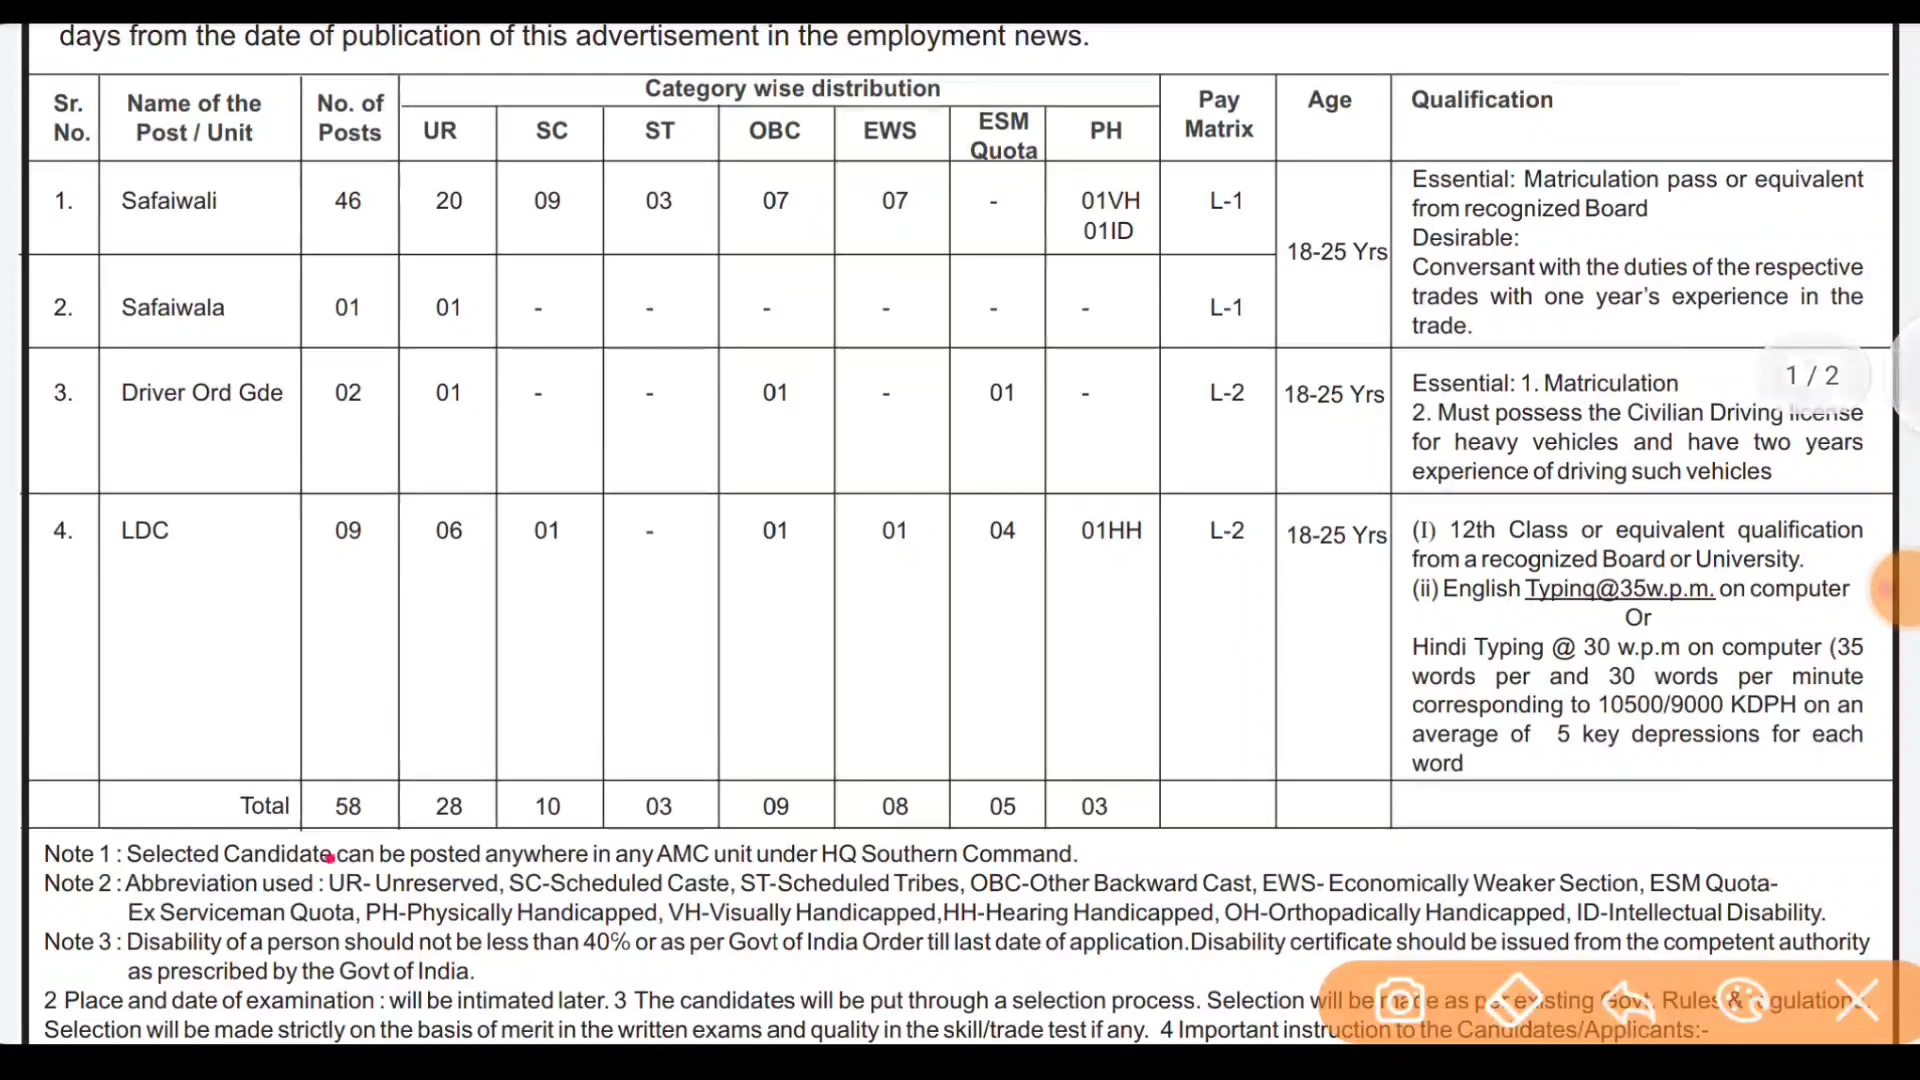 days from the date of publication of this advertisement in the employment news.
Sr. No. Name of the Post / Unit No. of Posts Category wise distribution Pay Matrix Age Qualification
UR SC ST OBC EWS ESM Quota PH
1. Safaiwali 46 20 09 03 07 07 - 01VH 01ID L-1
18-25 Yrs
Essential: Matriculation pass or equivalent
from recognized Board
Desirable:
Conversant with the duties of the respective
trades with one year's experience in the
trade.
2. Safaiwala 01 01 - - - - - - L-1
3. Driver Ord Gde 02 01 - - 01 - 01 - L-2 18-25 Yrs
Essential: 1. Matriculation
2. Must possess the Civilian Driving license
for heavy vehicles and have two years
experience of driving such vehicles
1 / 2
4. LDC 09 06 01 - 01 01 04 01HH L-2 18-25 Yrs
(I) 12th Class or equivalent qualification
from a recognized Board or University.
(ii) English Typing@35w.p.m. on computer
Or
Hindi Typing @ 30 w.p.m on computer (35
words per and 30 words per minute
corresponding to 10500/9000 KDPH on an
average of 5 key depressions for each
word
Total 58 28 10 03 09 08 05 03
Note 1 : Selected Candidate can be posted anywhere in any AMC unit under HQ Southern Command.
Note 2 : Abbreviation used : UR- Unreserved, SC-Scheduled Caste, ST-Scheduled Tribes, OBC-Other Backward Cast, EWS- Economically Weaker Section, ESM Quota-
Ex Serviceman Quota, PH-Physically Handicapped, VH-Visually Handicapped,HH-Hearing Handicapped, OH-Orthopadically Handicapped, ID-Intellectual Disability.
Note 3 : Disability of a person should not be less than 40% or as per Govt of India Order till last date of application.Disability certificate should be issued from the competent authority
as prescribed by the Govt of India.
2 Place and date of examination : will be intimated later. 3 The candidates will be put through a selection process. Selection will be made as per existing Govt. Rules & regulation
Selection will be made strictly on the basis of merit in the written exams and quality in the skill/trade test if any. 4 Important instruction to the Candidates/Applicants:-